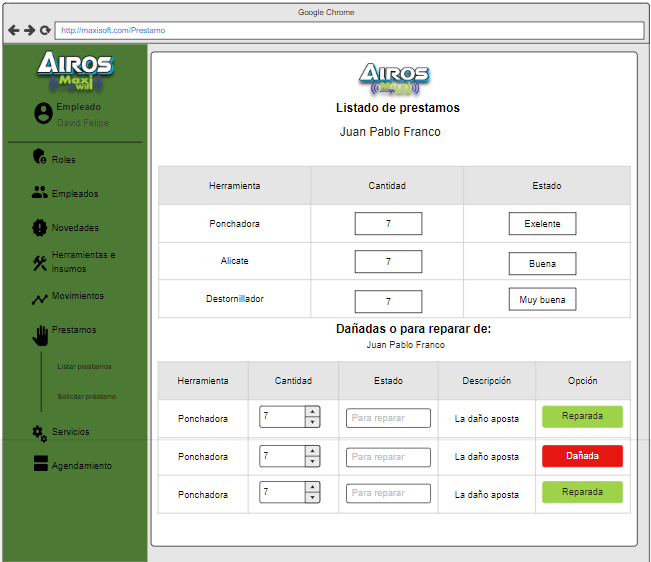 Google Chrome
http://maxisoft.com/Prestamo
AIROS
Maxi
Wifi
Empleado
David Felipe
Roles
Empleados
Novedades
Herramientas e
insumos
Movimientos
Prestamos
Listar prestamos
Solicitar préstamo
Servicios
Agendamiento
AIROS
Maxi
Listado de prestamos
Juan Pablo Franco
Herramienta Cantidad Estado
Ponchadora 7 Exelente
Alicate 7 Buena
Destornillador 7 Muy buena
Dañadas o para reparar de:
Juan Pablo Franco
Herramienta Cantidad Estado Descripción Opción
Ponchadora 7 Para reparar La daño aposta Reparada
Ponchadora 7 Para reparar La daño aposta Dañada
Ponchadora 7 Para reparar La daño aposta Reparada